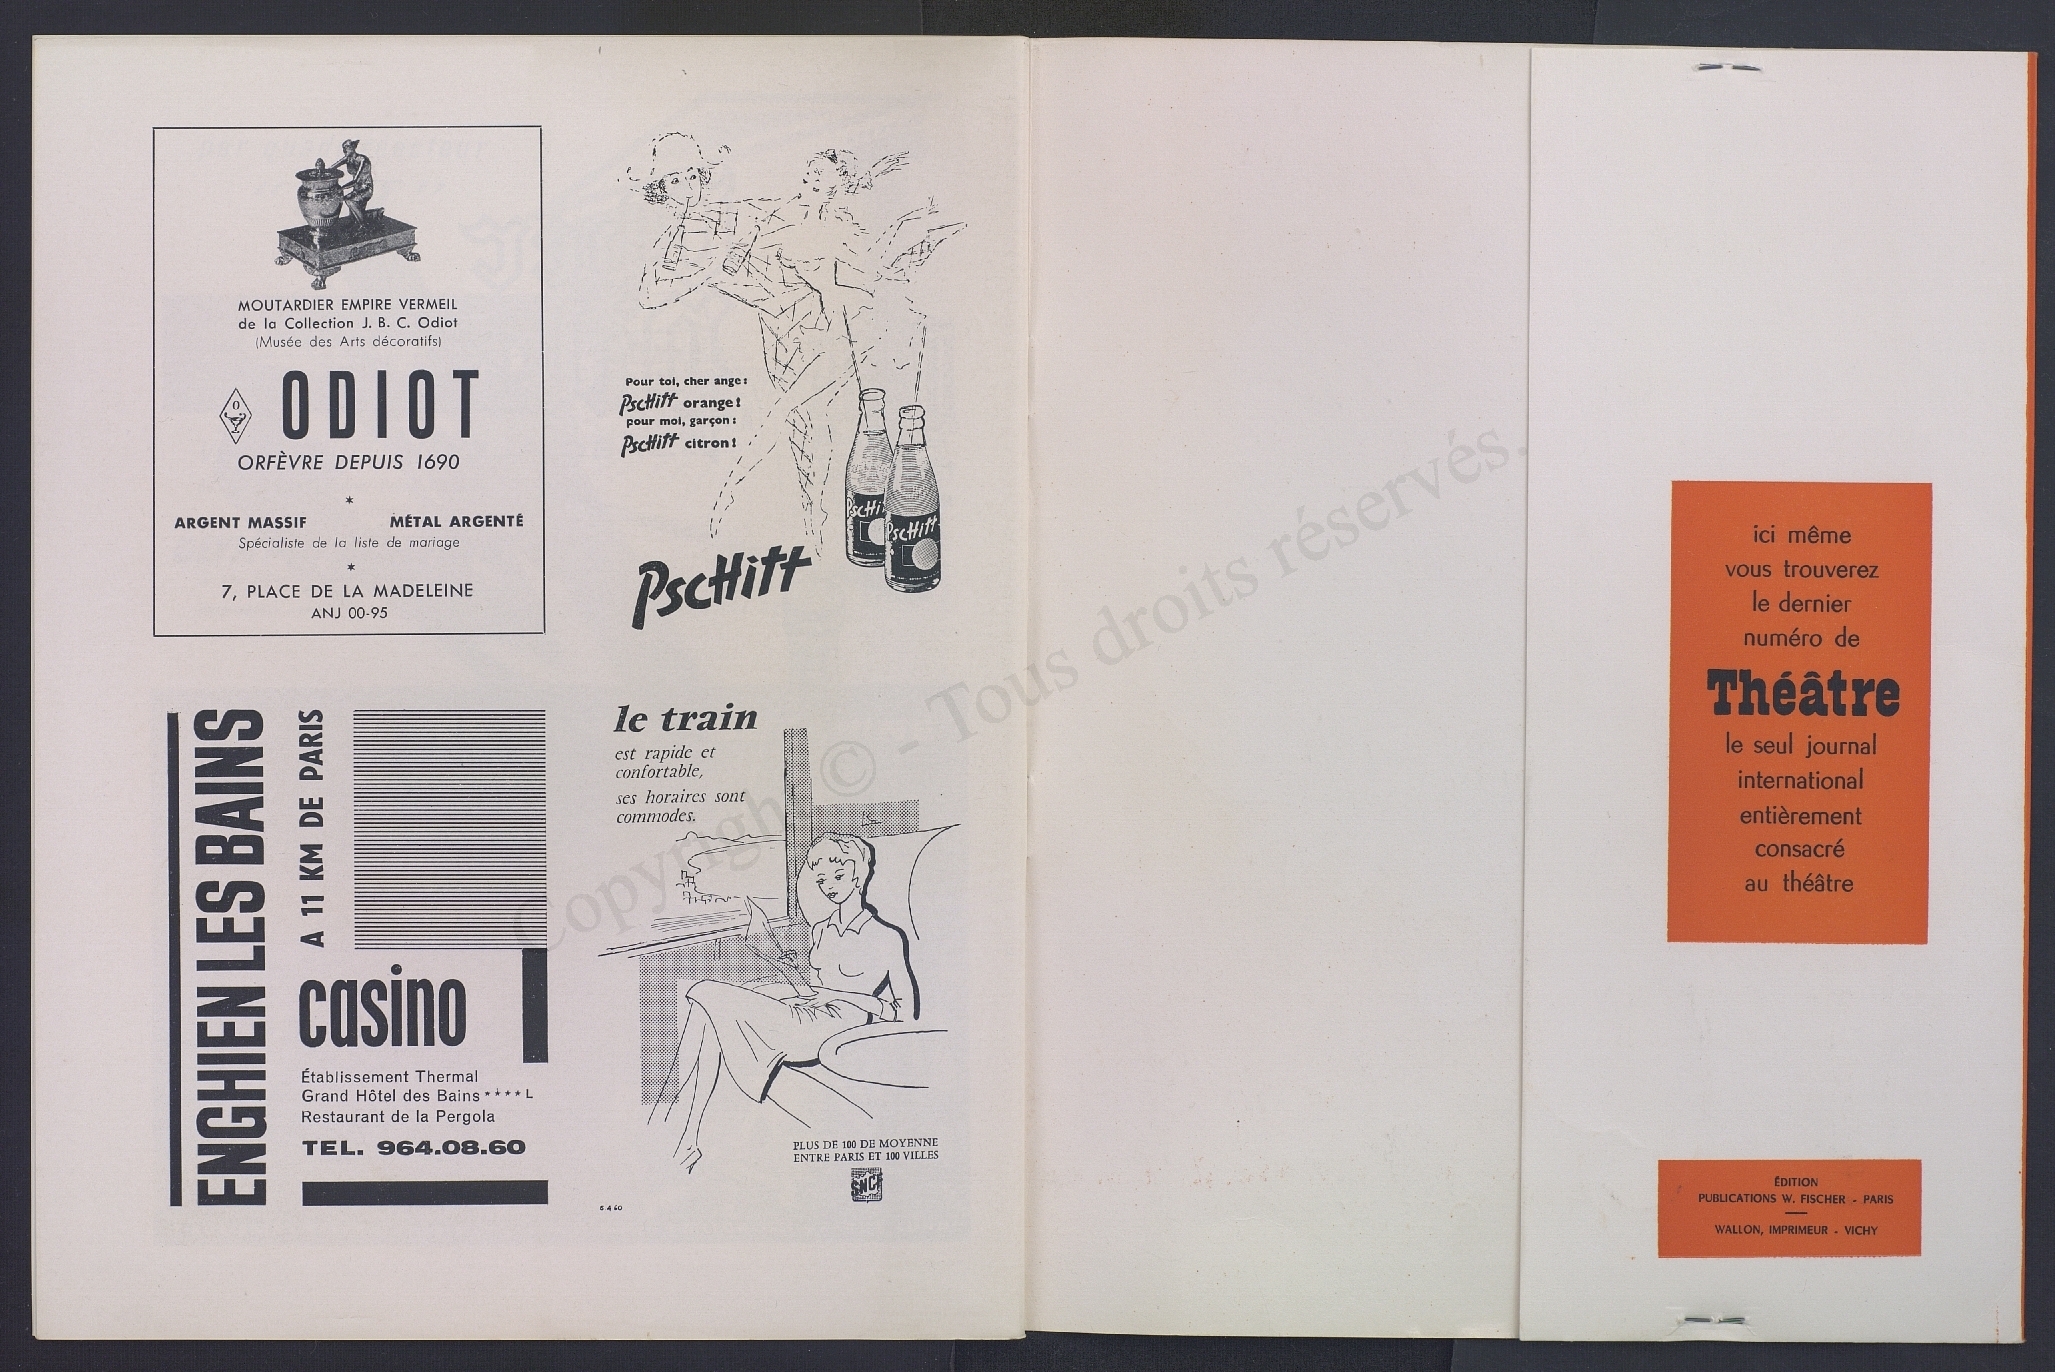 MOUTARDIER EMPIRE VERMEIL
de la Collection J. B. C. Odiot
(Musée des Arts décoratifs)
O
ODIOT
ORFÈVRE DEPUIS 1690
*
ARGENT MASSIF MÉTAL ARGENTÉ
Spécialiste de la liste de mariage
*
7, PLACE DE LA MADELEINE
ANJ 00-95
Pour toi, cher ange :
Pschitt orange !
pour moi, garçon :
Pschitt citron !
Pschitt
Pschitt
Pschitt
ENGHIEN LES BAINS
A 11 KM DE PARIS
casino
Établissement Thermal
Grand Hôtel des Bains ****L
Restaurant de la Pergola
TEL. 964.08.60
le train
est rapide et
confortable,
ses horaires sont
commodes.
PLUS DE 100 DE MOYENNE
ENTRE PARIS ET 100 VILLES
SNCF
6.4 60
ici même
vous trouverez
le dernier
numéro de
Théâtre
le seul journal
international
entièrement
consacré
au théâtre
ÉDITION
PUBLICATIONS W. FISCHER - PARIS
WALLON, IMPRIMEUR - VICHY
Copyright © - Tous droits réservés.